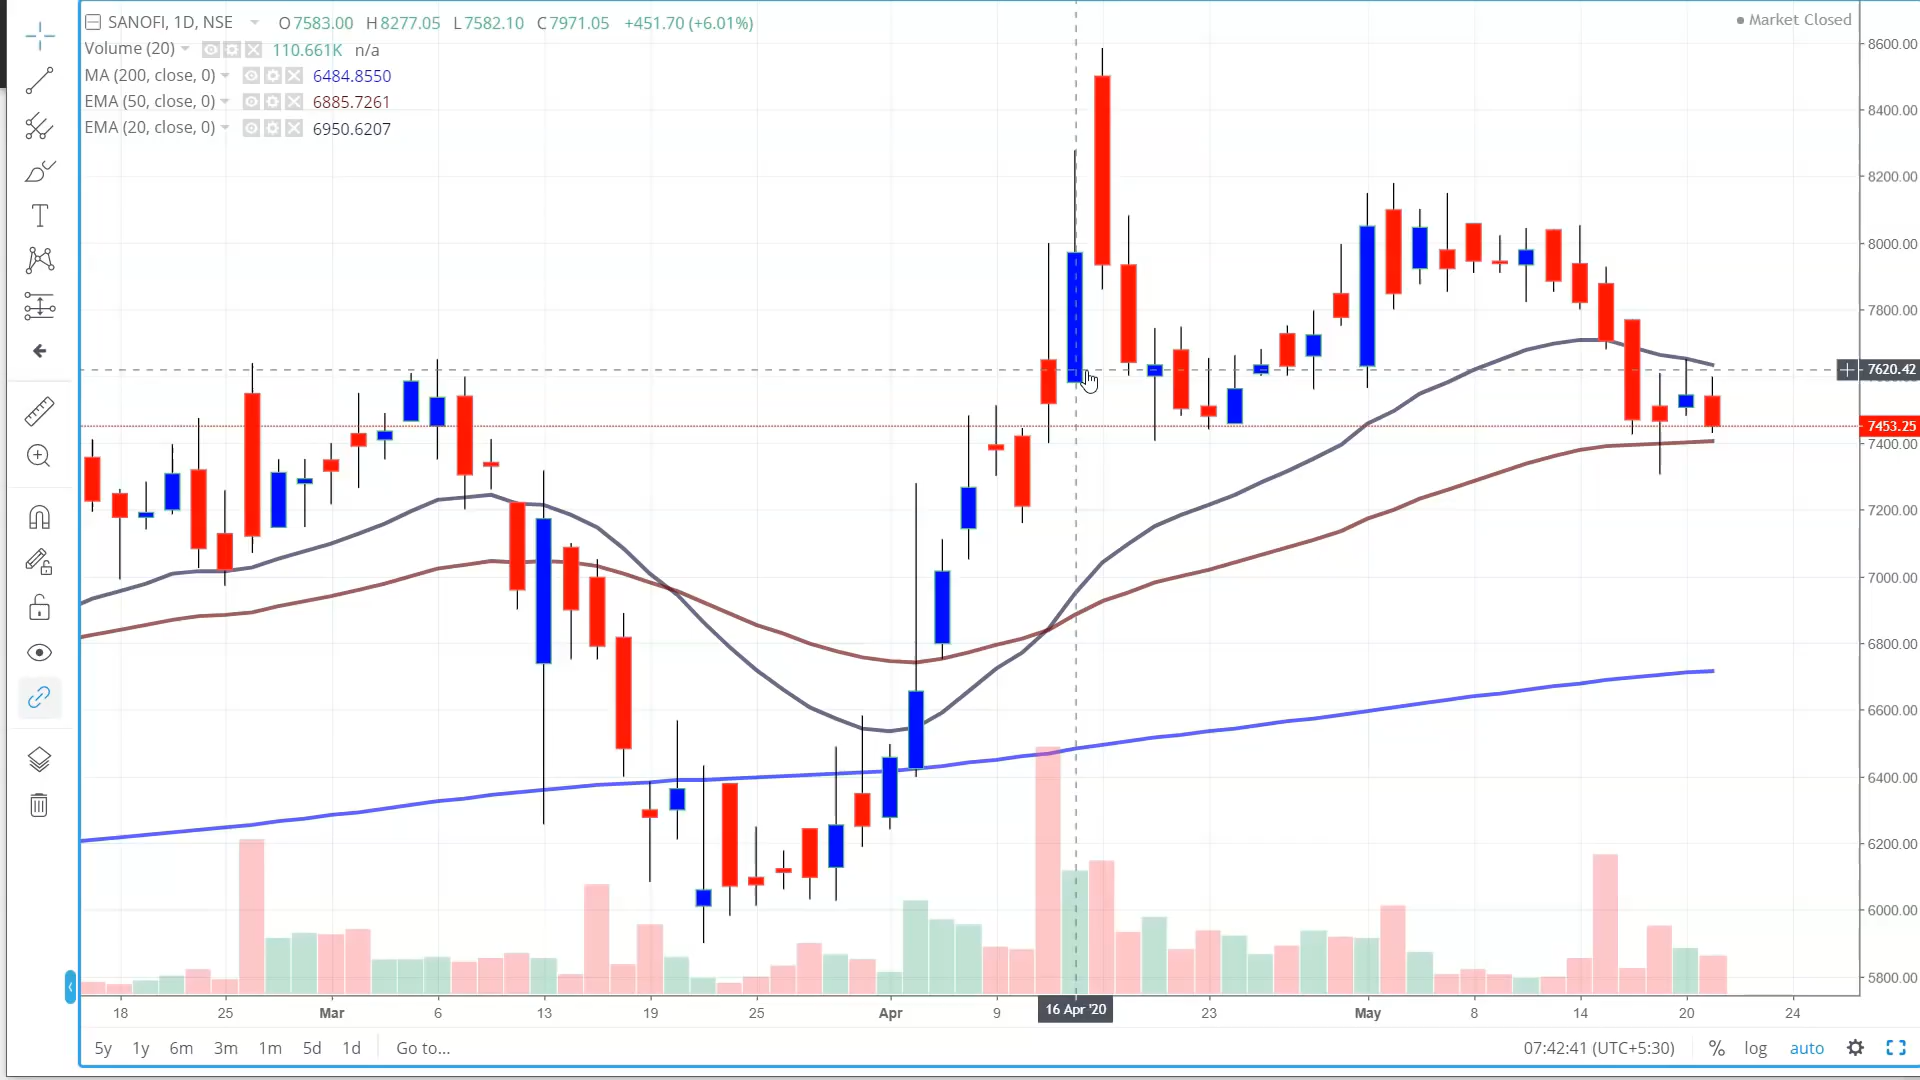 SANOFI, 1D, NSE O7583.00 H8277.05 L7582.10 C7971.05 +451.70 (+6.01%)
Market Closed
Volume (20) 110.661K n/a
MA (200, close, 0) 6484.8550
EMA (50, close, 0) 6885.7261
EMA (20, close, 0) 6950.6207
8600.00
8400.00
8200.00
8000.00
7800.00
7620.42
7453.25
7400.00
7200.00
7000.00
6800.00
6600.00
6400.00
6200.00
6000.00
5800.00
18 25 Mar 6 13 19 25 Apr 9 16 Apr '20 23 May 8 14 20 24
5y 1y 6m 3m 1m 5d 1d Go to... 07:42:41 (UTC+5:30) % log auto